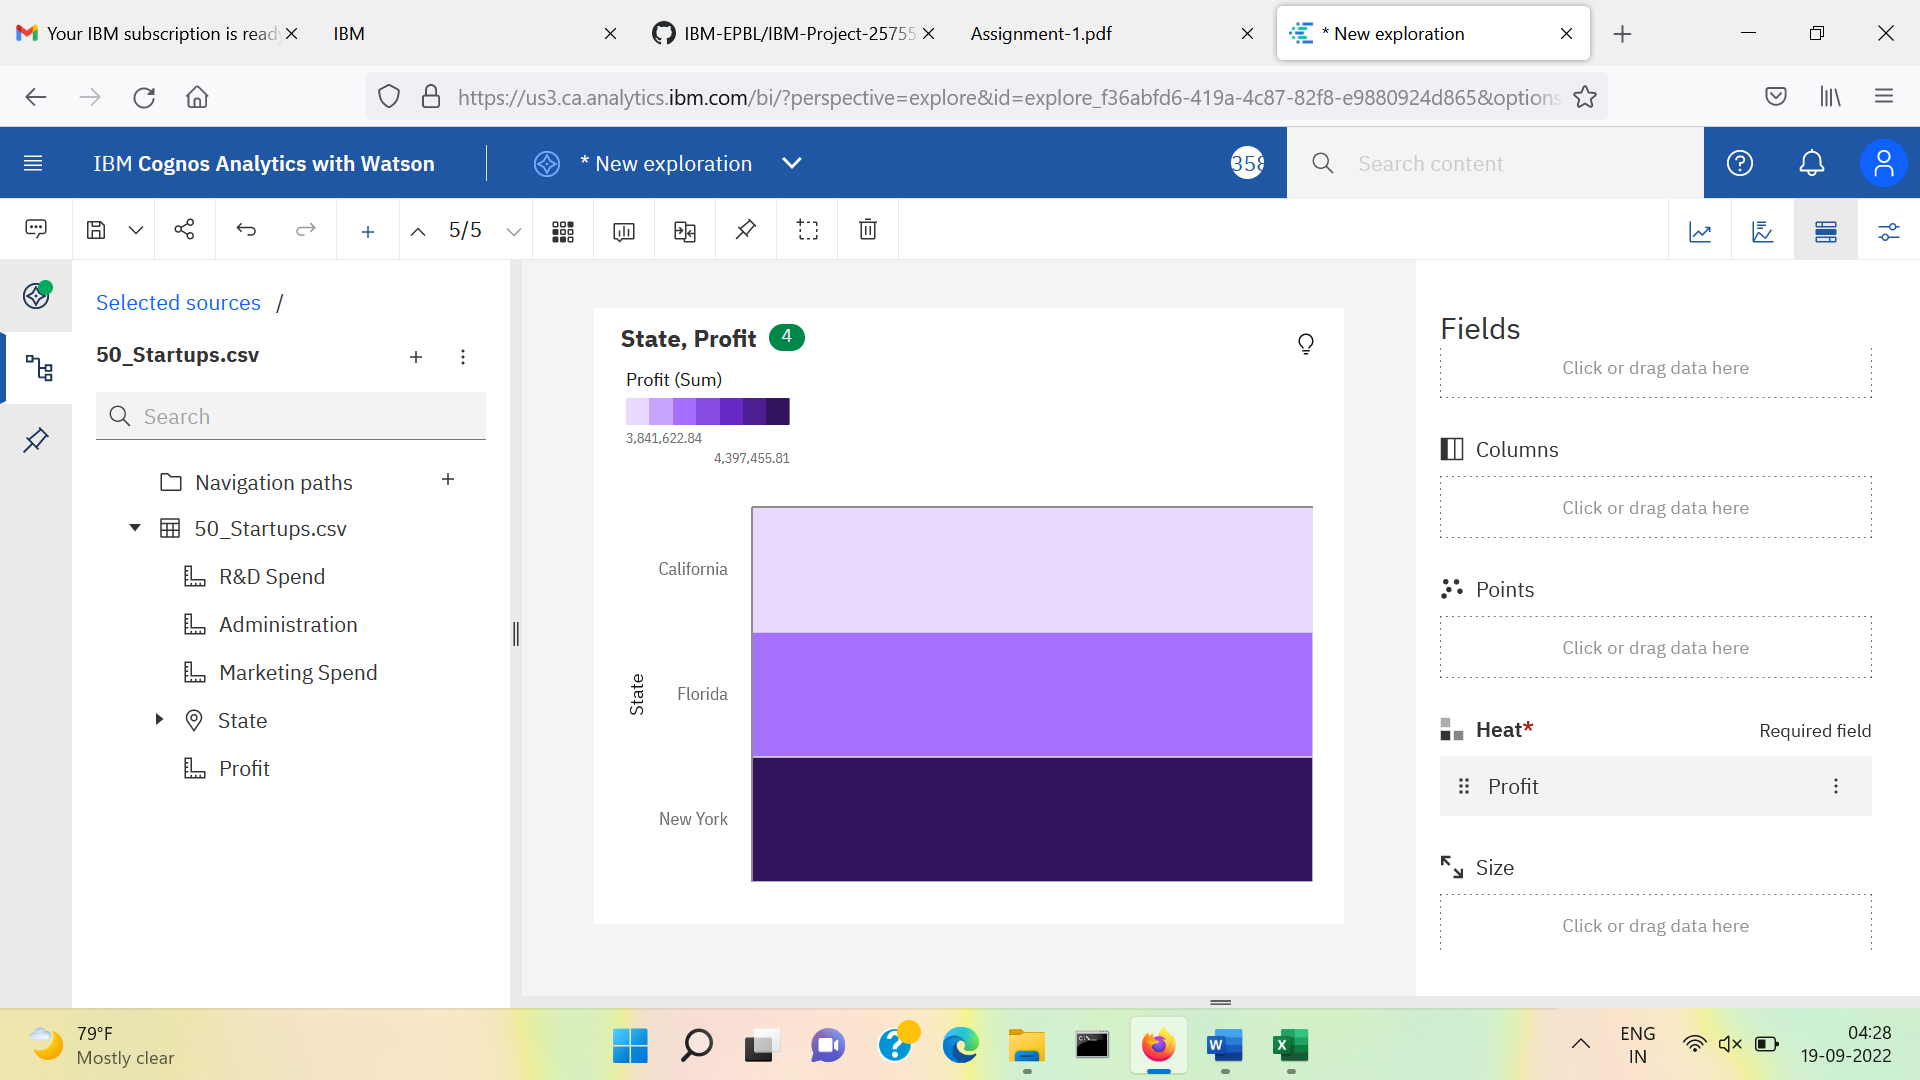 Your IBM subscription is read
IBM
IBM-EPBL/IBM-Project-25755
Assignment-1.pdf
* New exploration
https://us3.ca.analytics.ibm.com/bi/?perspective=explore&id=explore_f36abfd6-419a-4c87-82f8-e9880924d865&options
IBM Cognos Analytics with Watson
* New exploration
358
Search content
5/5
Selected sources /
50_Startups.csv
Search
Navigation paths
50_Startups.csv
R&D Spend
Administration
Marketing Spend
State
Profit
State, Profit 4
Profit (Sum)
3,841,622.84
4,397,455.81
State
California
Florida
New York
Fields
Click or drag data here
Columns
Click or drag data here
Points
Click or drag data here
Heat* Required field
Profit
Size
Click or drag data here
79°F
Mostly clear
ENG
IN
04:28
19-09-2022